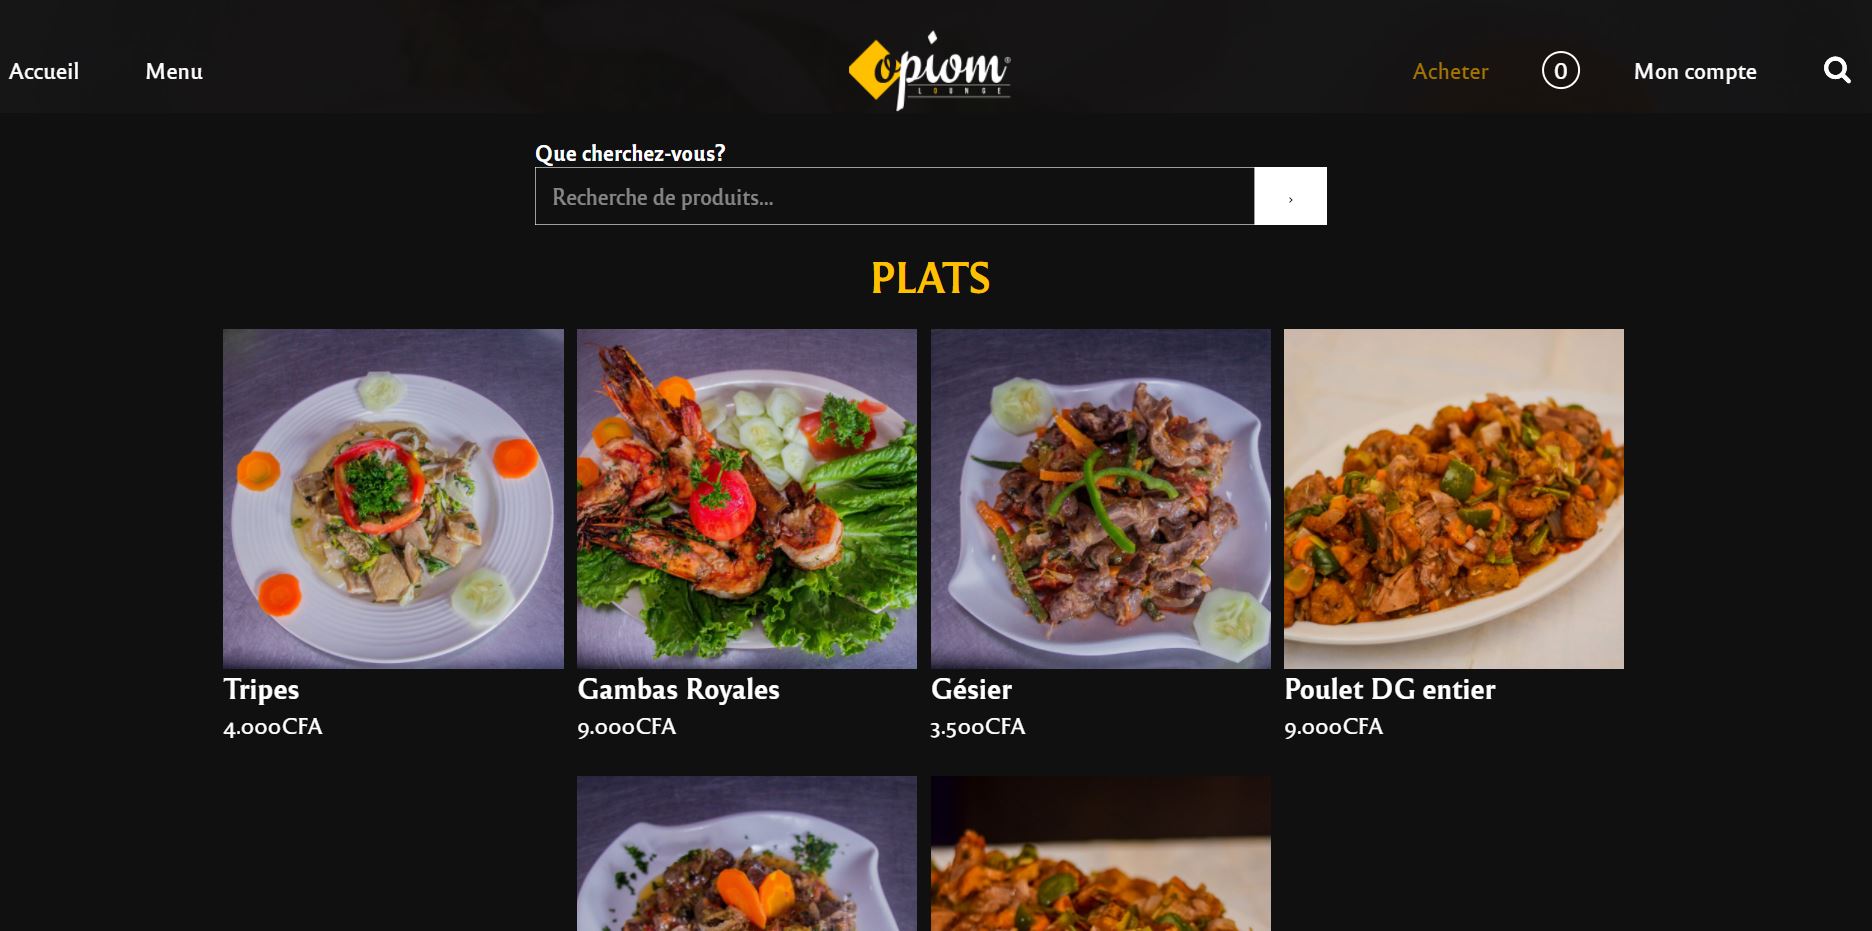 Accueil
Menu
opiom®
LOUNGE
Acheter
0
Mon compte
Que cherchez-vous?
Recherche de produits...
›
PLATS
Tripes
4.000CFA
Gambas Royales
9.000CFA
Gésier
3.500CFA
Poulet DG entier
9.000CFA